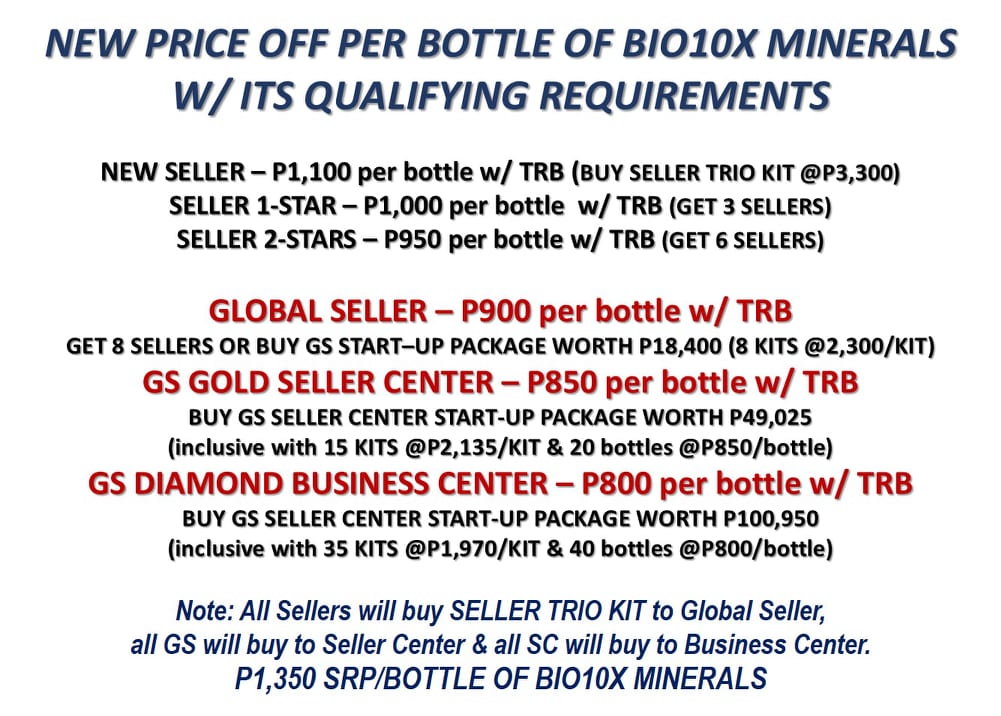 NEW PRICE OFF PER BOTTLE OF BIO10X MINERALS
W/ ITS QUALIFYING REQUIREMENTS
NEW SELLER – P1,100 per bottle w/ TRB (BUY SELLER TRIO KIT @P3,300)
SELLER 1-STAR – P1,000 per bottle w/ TRB (GET 3 SELLERS)
SELLER 2-STARS – P950 per bottle w/ TRB (GET 6 SELLERS)
GLOBAL SELLER – P900 per bottle w/ TRB
GET 8 SELLERS OR BUY GS START–UP PACKAGE WORTH P18,400 (8 KITS @2,300/KIT)
GS GOLD SELLER CENTER – P850 per bottle w/ TRB
BUY GS SELLER CENTER START-UP PACKAGE WORTH P49,025
(inclusive with 15 KITS @P2,135/KIT & 20 bottles @P850/bottle)
GS DIAMOND BUSINESS CENTER – P800 per bottle w/ TRB
BUY GS SELLER CENTER START-UP PACKAGE WORTH P100,950
(inclusive with 35 KITS @P1,970/KIT & 40 bottles @P800/bottle)
Note: All Sellers will buy SELLER TRIO KIT to Global Seller,
all GS will buy to Seller Center & all SC will buy to Business Center.
P1,350 SRP/BOTTLE OF BIO10X MINERALS